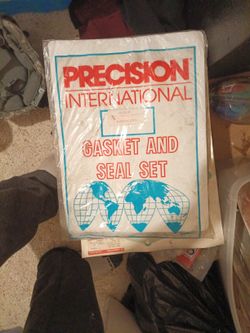 PRECISION
INTERNATIONAL
GASKET AND
SEAL SET